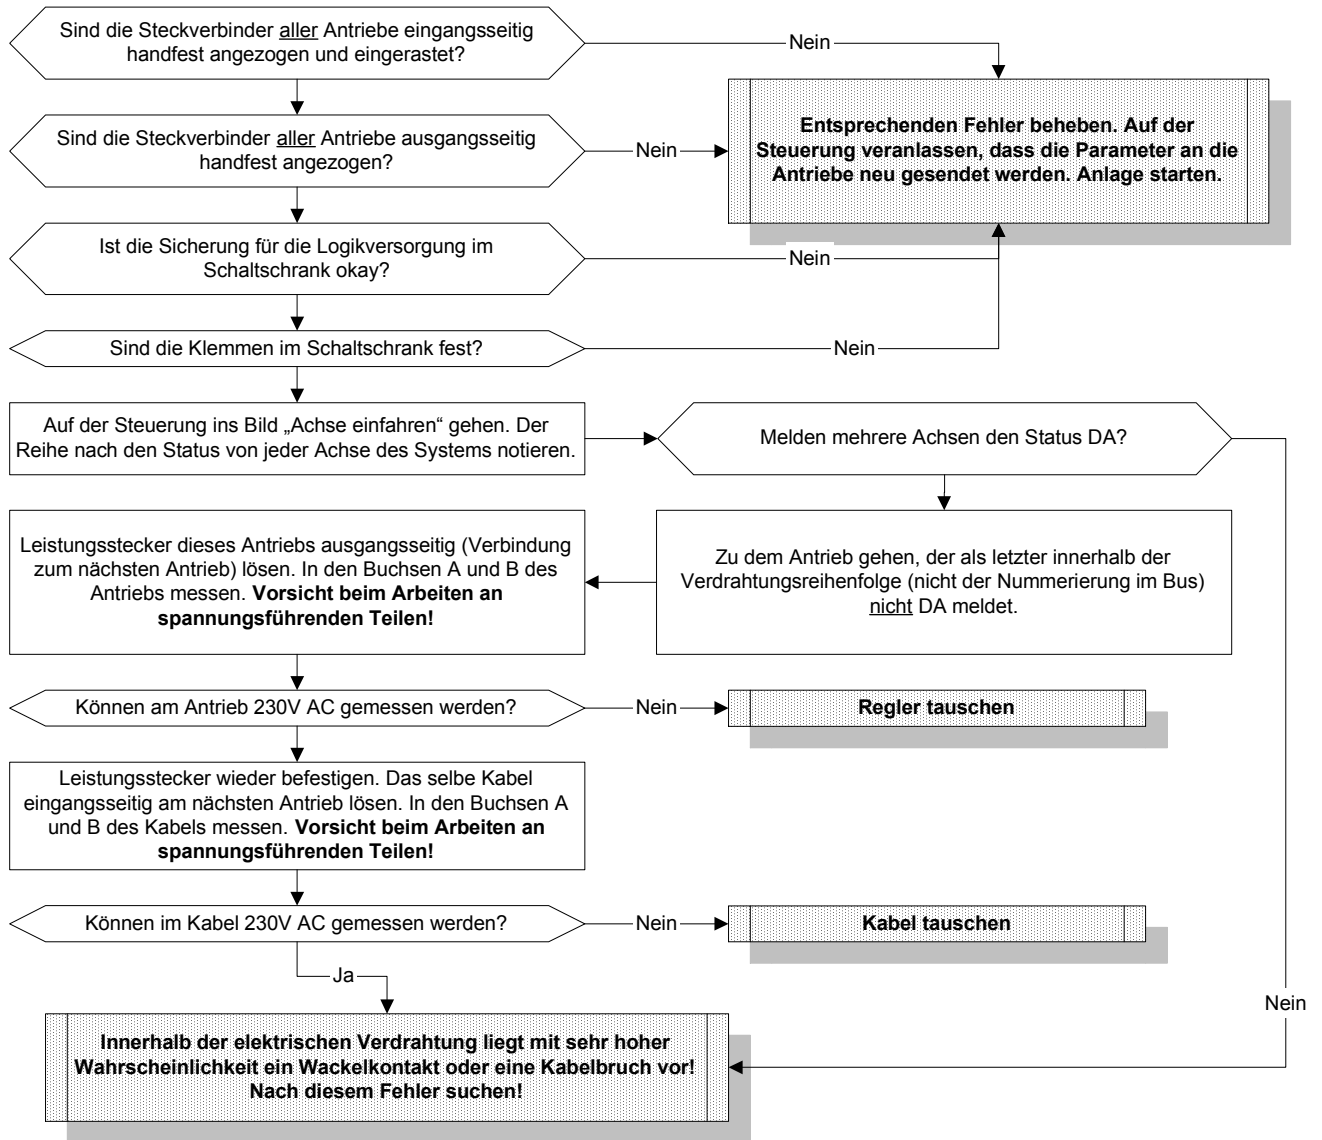 Sind die Steckverbinder aller Antriebe eingangsseitig
handfest angezogen und eingerastet?
Nein
Entsprechenden Fehler beheben. Auf der
Steuerung veranlassen, dass die Parameter an die
Antriebe neu gesendet werden. Anlage starten.
Sind die Steckverbinder aller Antriebe ausgangsseitig
handfest angezogen?
Nein
Ist die Sicherung für die Logikversorgung im
Schaltschrank okay?
Nein
Sind die Klemmen im Schaltschrank fest?
Nein
Auf der Steuerung ins Bild „Achse einfahren“ gehen. Der
Reihe nach den Status von jeder Achse des Systems notieren.
Melden mehrere Achsen den Status DA?
Zu dem Antrieb gehen, der als letzter innerhalb der
Verdrahtungsreihenfolge (nicht der Nummerierung im Bus)
nicht DA meldet.
Leistungsstecker dieses Antriebs ausgangsseitig (Verbindung
zum nächsten Antrieb) lösen. In den Buchsen A und B des
Antriebs messen. Vorsicht beim Arbeiten an
spannungsführenden Teilen!
Können am Antrieb 230V AC gemessen werden?
Nein
Regler tauschen
Leistungsstecker wieder befestigen. Das selbe Kabel
eingangsseitig am nächsten Antrieb lösen. In den Buchsen A
und B des Kabels messen. Vorsicht beim Arbeiten an
spannungsführenden Teilen!
Können im Kabel 230V AC gemessen werden?
Nein
Kabel tauschen
Ja
Nein
Innerhalb der elektrischen Verdrahtung liegt mit sehr hoher
Wahrscheinlichkeit ein Wackelkontakt oder eine Kabelbruch vor!
Nach diesem Fehler suchen!